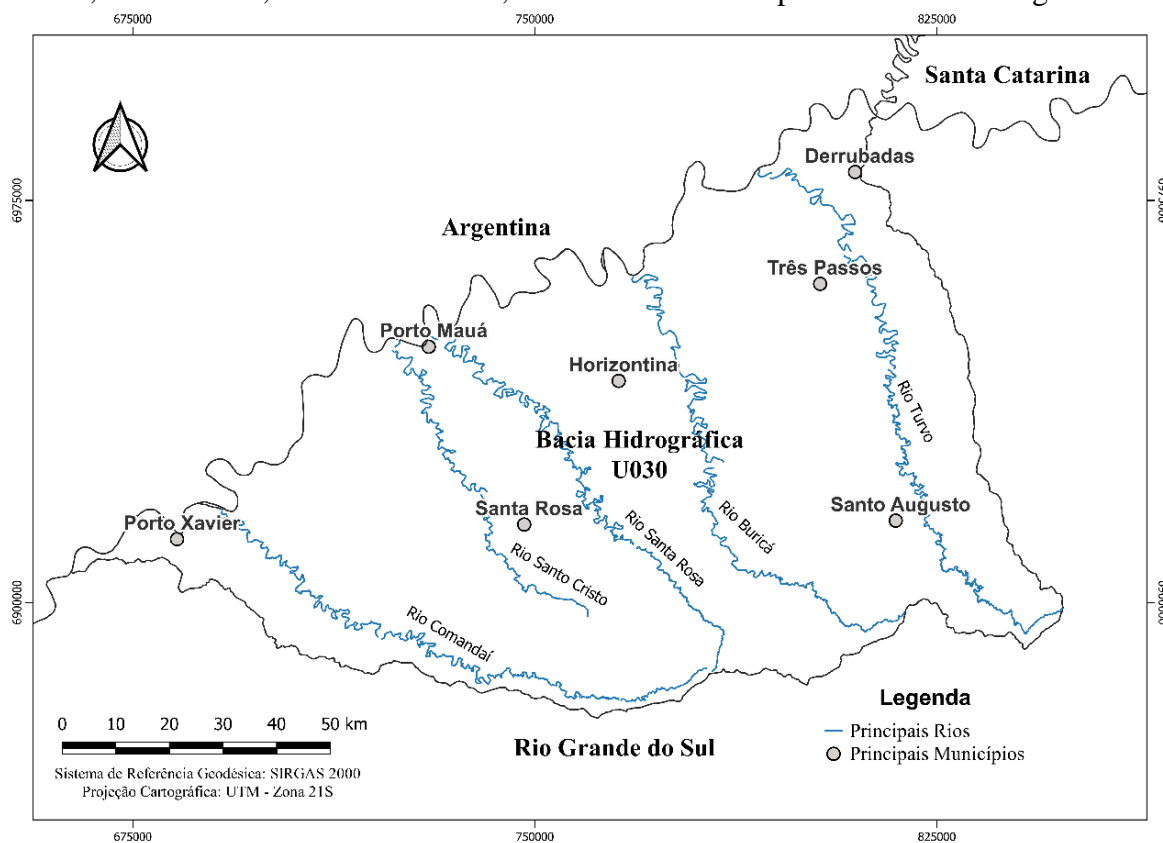 675000
750000
825000
Santa Catarina
Derrubadas
6975000
6975000
Argentina
Três Passos
Porto Mauá
Horizontina
Rio Turvo
Bacia Hidrográfica
U030
Santa Rosa
Santo Augusto
Porto Xavier
Rio Buricá
Rio Santa Rosa
Rio Santo Cristo
6900000
6900000
Rio Comandaí
Legenda
0 10 20 30 40 50 km
Principais Rios
Rio Grande do Sul
Principais Municípios
Sistema de Referência Geodésica: SIRGAS 2000
Projeção Cartográfica: UTM - Zona 21S
675000
750000
825000